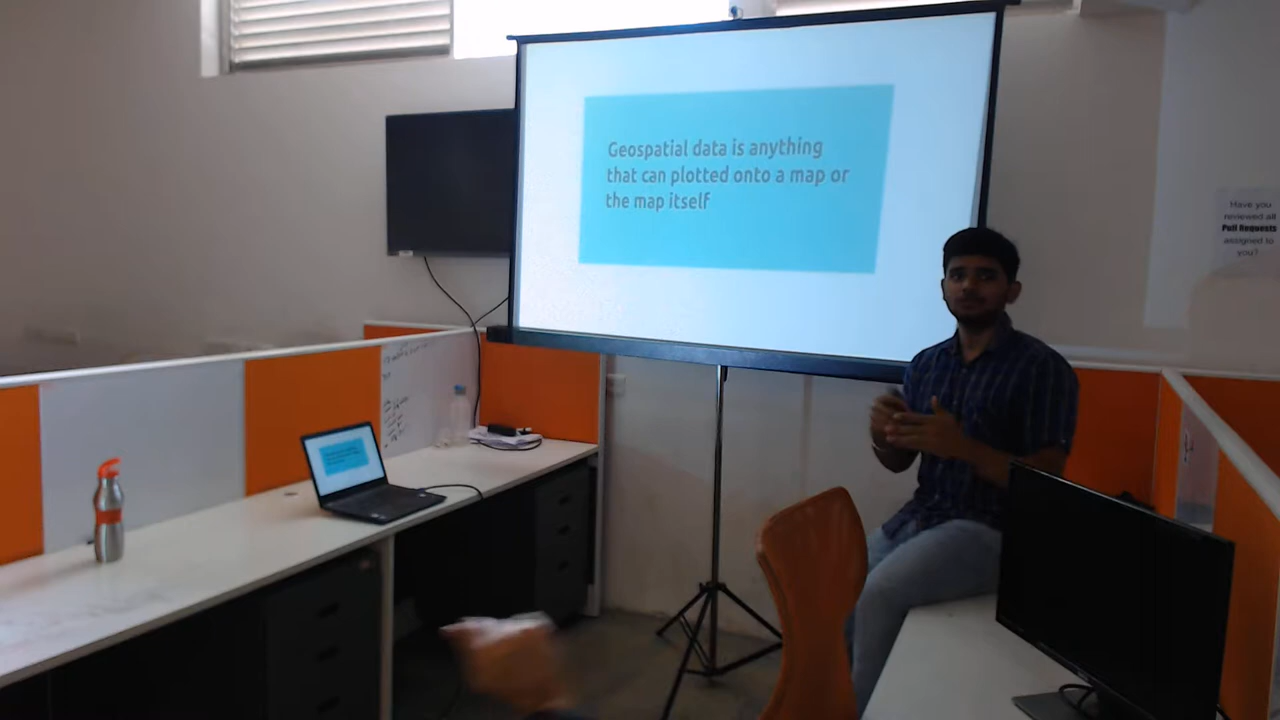 Geospatial data is anything
that can plotted onto a map or
the map itself
Have you
reviewed all
Pull Requests
assigned to
you?